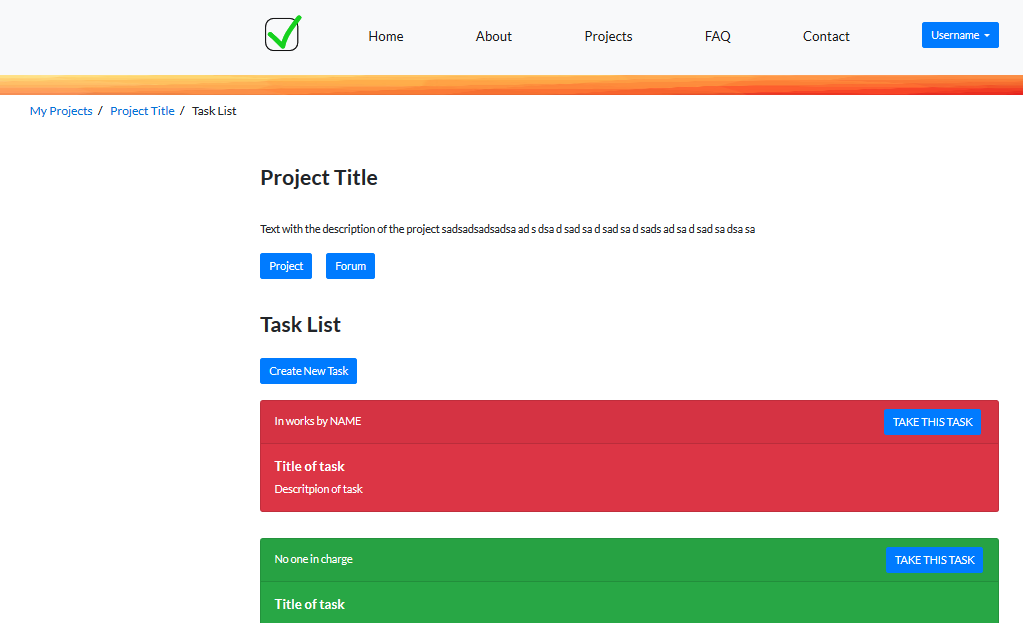 Home About Projects FAQ Contact Username
My Projects / Project Title / Task List
Project Title
Text with the description of the project sadsadsadsadsa ad s dsa d sad sa d sad sa d sads ad sa d sad sa dsa sa
Project Forum
Task List
Create New Task
In works by NAME TAKE THIS TASK
Title of task
Descritpion of task
No one in charge TAKE THIS TASK
Title of task